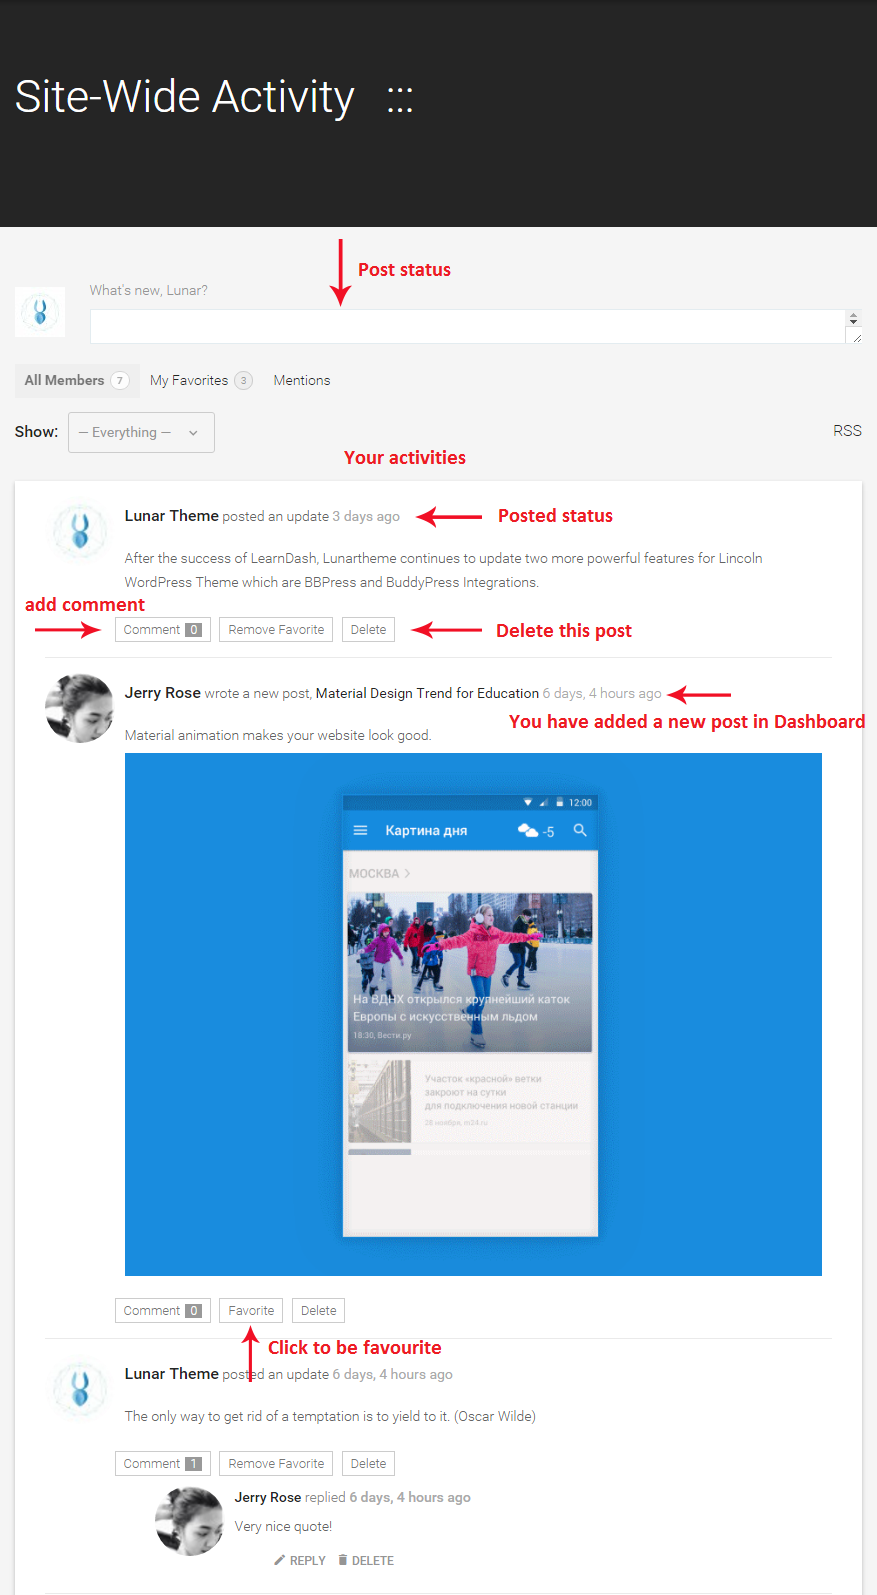 Site-Wide Activity :::
Post status
What's new, Lunar?
All Members 7 My Favorites 3 Mentions
Show: — Everything — RSS
Your activities
Lunar Theme posted an update 3 days ago Posted status
After the success of LearnDash, Lunartheme continues to update two more powerful features for Lincoln
WordPress Theme which are BBPress and BuddyPress Integrations.
add comment
Comment 0 Remove Favorite Delete Delete this post
Jerry Rose wrote a new post, Material Design Trend for Education 6 days, 4 hours ago
You have added a new post in Dashboard
Material animation makes your website look good.
12:00
Картина дня -5
МОСКВА
На ВДНХ открылся крупнейший каток
Европы с искусственным льдом
18:30, Вести.ру
Участок «красной» ветки
закроют на сутки
для подключения новой станции
28 ноября, m24.ru
Comment 0 Favorite Delete
Click to be favourite
Lunar Theme posted an update 6 days, 4 hours ago
The only way to get rid of a temptation is to yield to it. (Oscar Wilde)
Comment 1 Remove Favorite Delete
Jerry Rose replied 6 days, 4 hours ago
Very nice quote!
REPLY DELETE